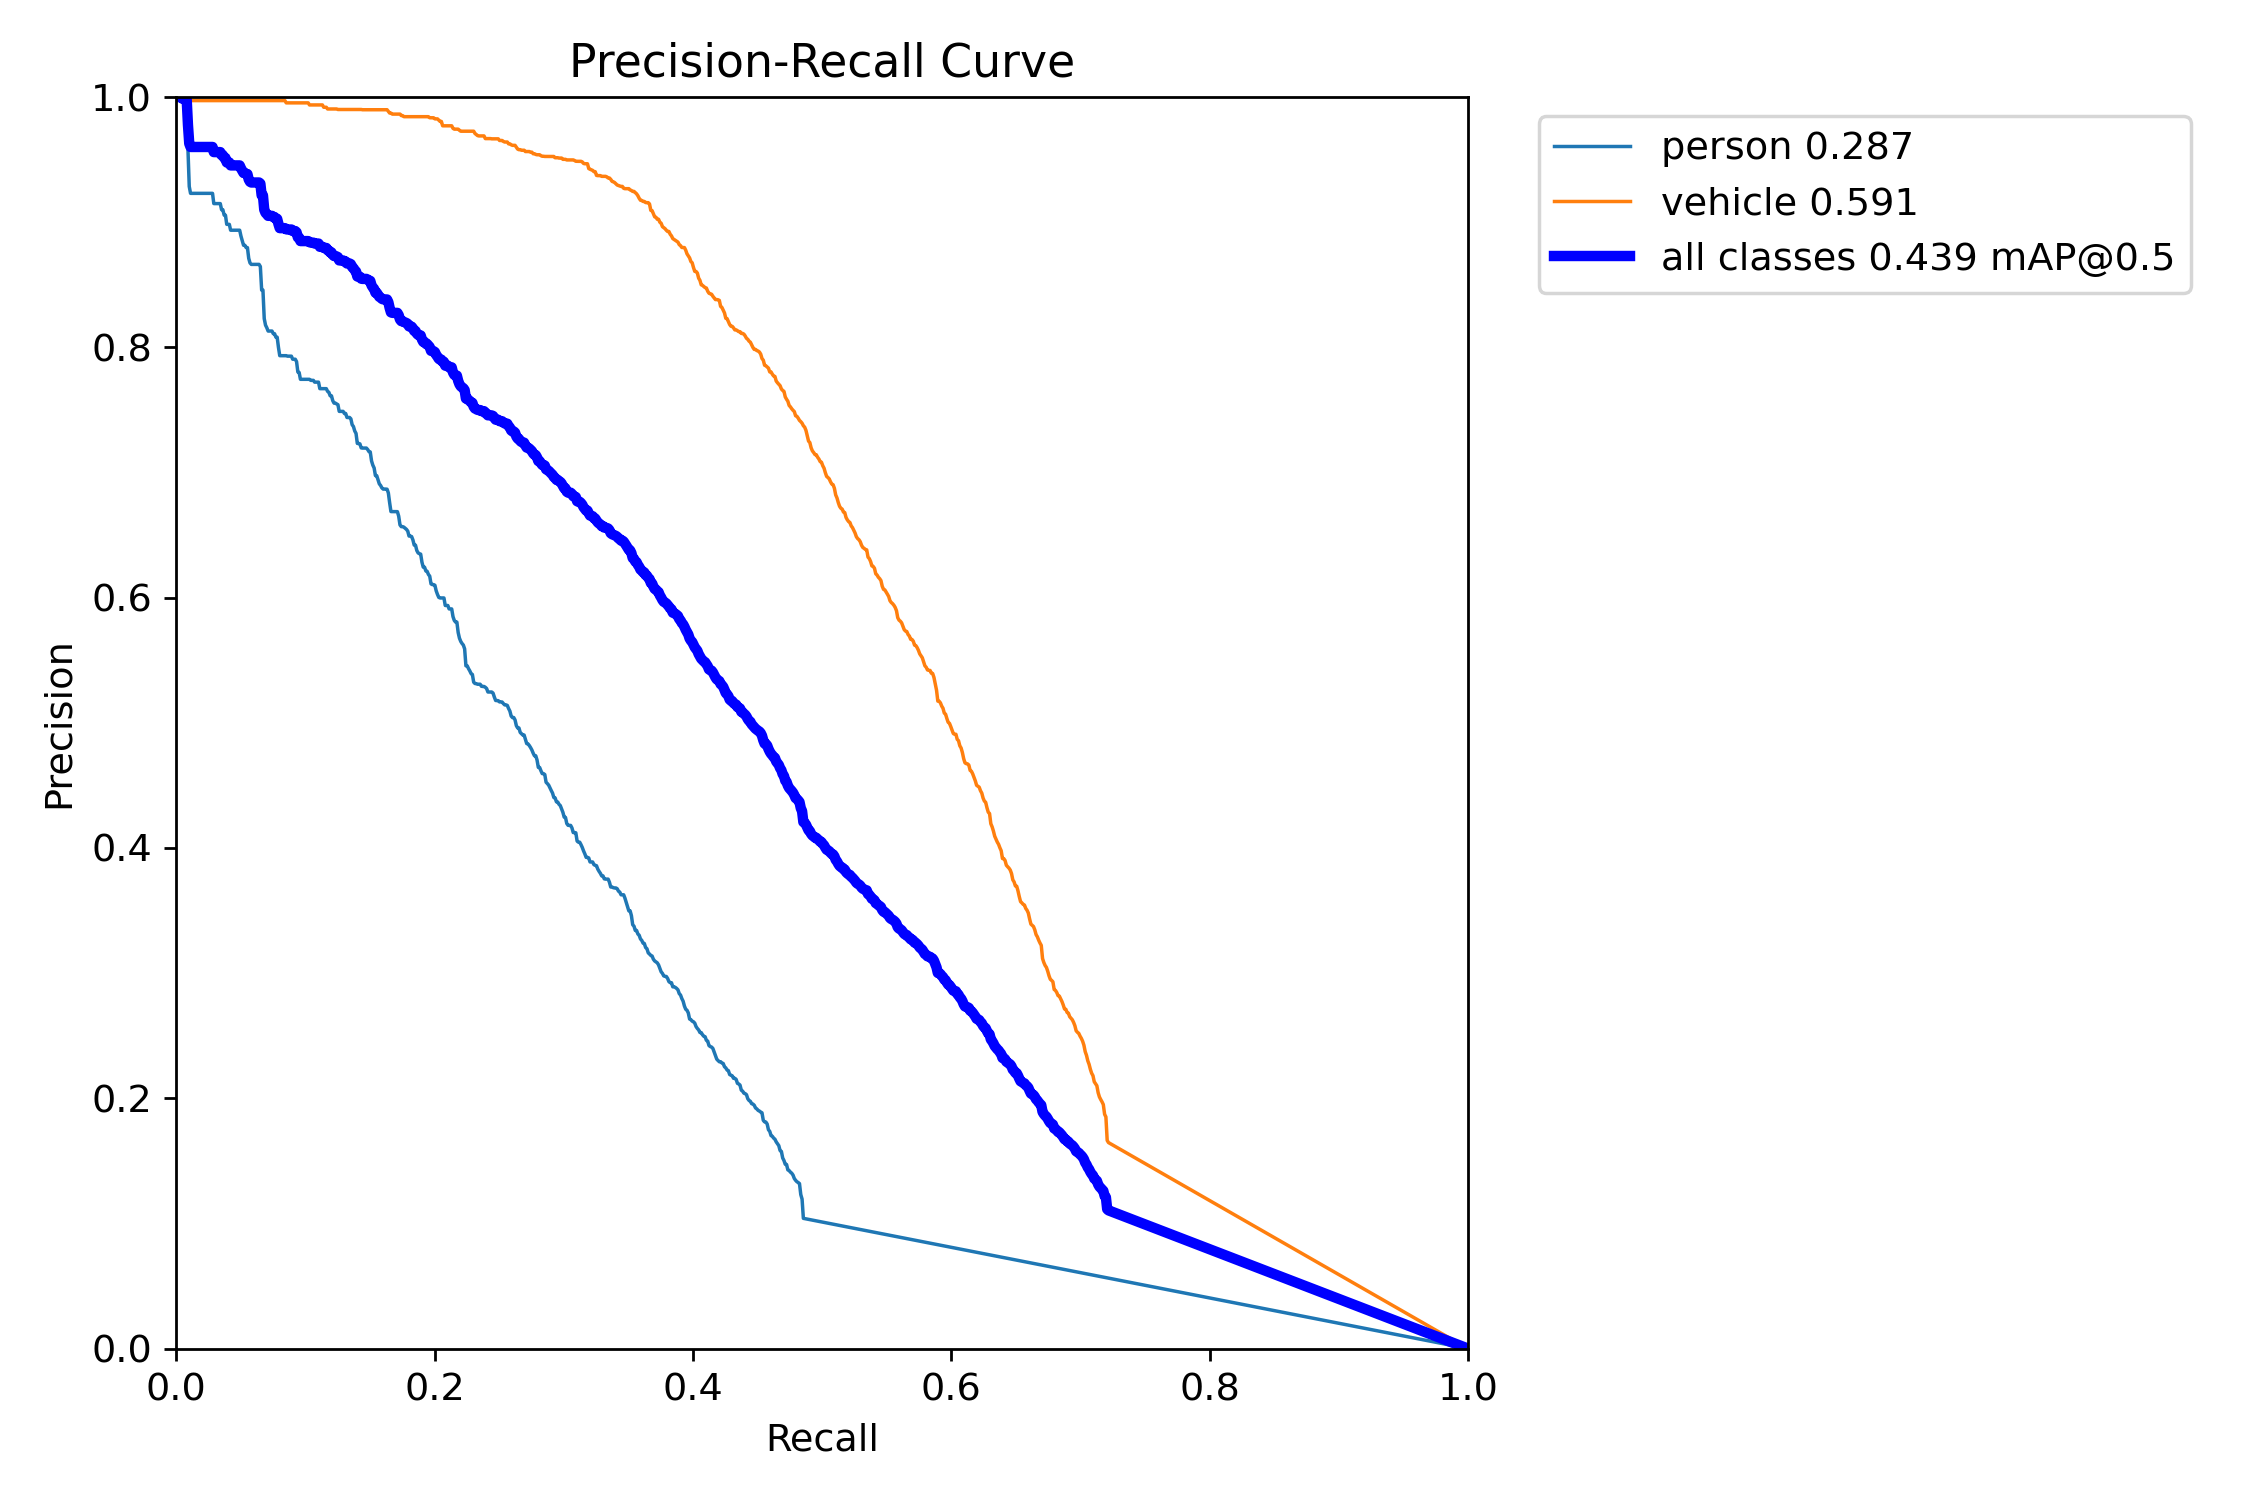 Precision-Recall Curve
person 0.287
vehicle 0.591
all classes 0.439 mAP@0.5
Precision
1.0
0.8
0.6
0.4
0.2
0.0
0.0 0.2 0.4 0.6 0.8 1.0
Recall